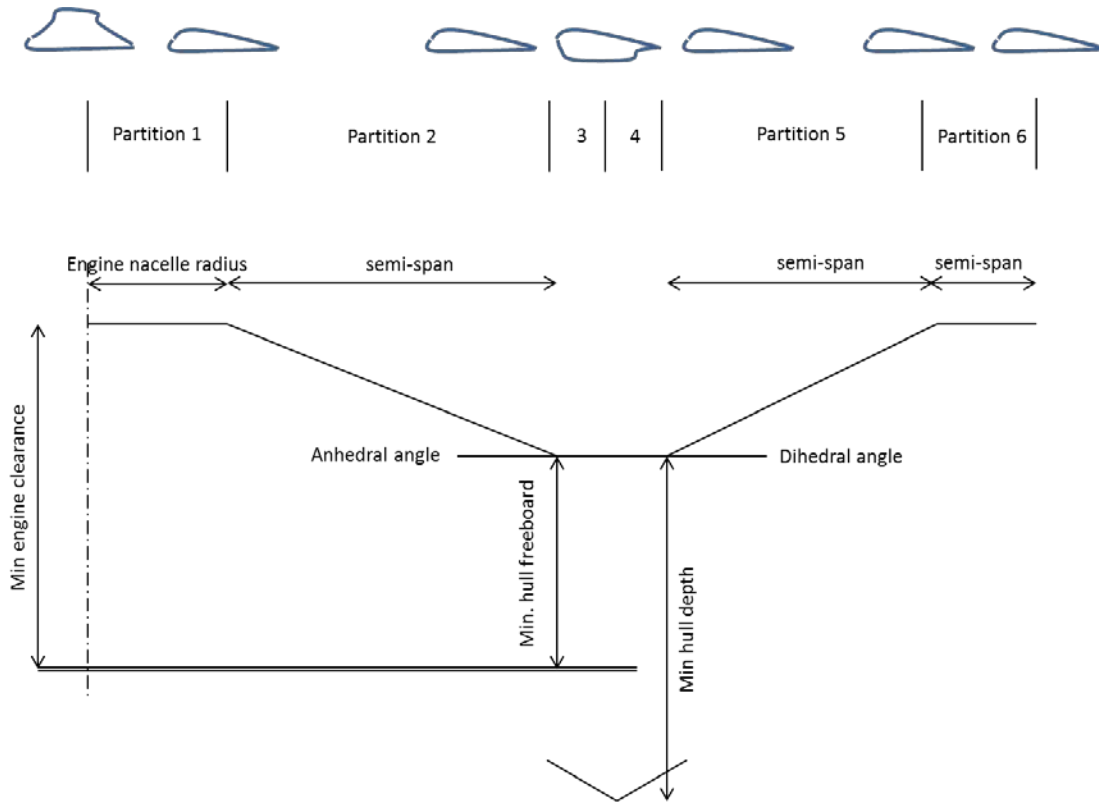 Partition 1
Partition 2
3
4
Partition 5
Partition 6
Engine nacelle radius
semi-span
semi-span
semi-span
Min engine clearance
Anhedral angle
Dihedral angle
Min. hull freeboard
Min hull depth